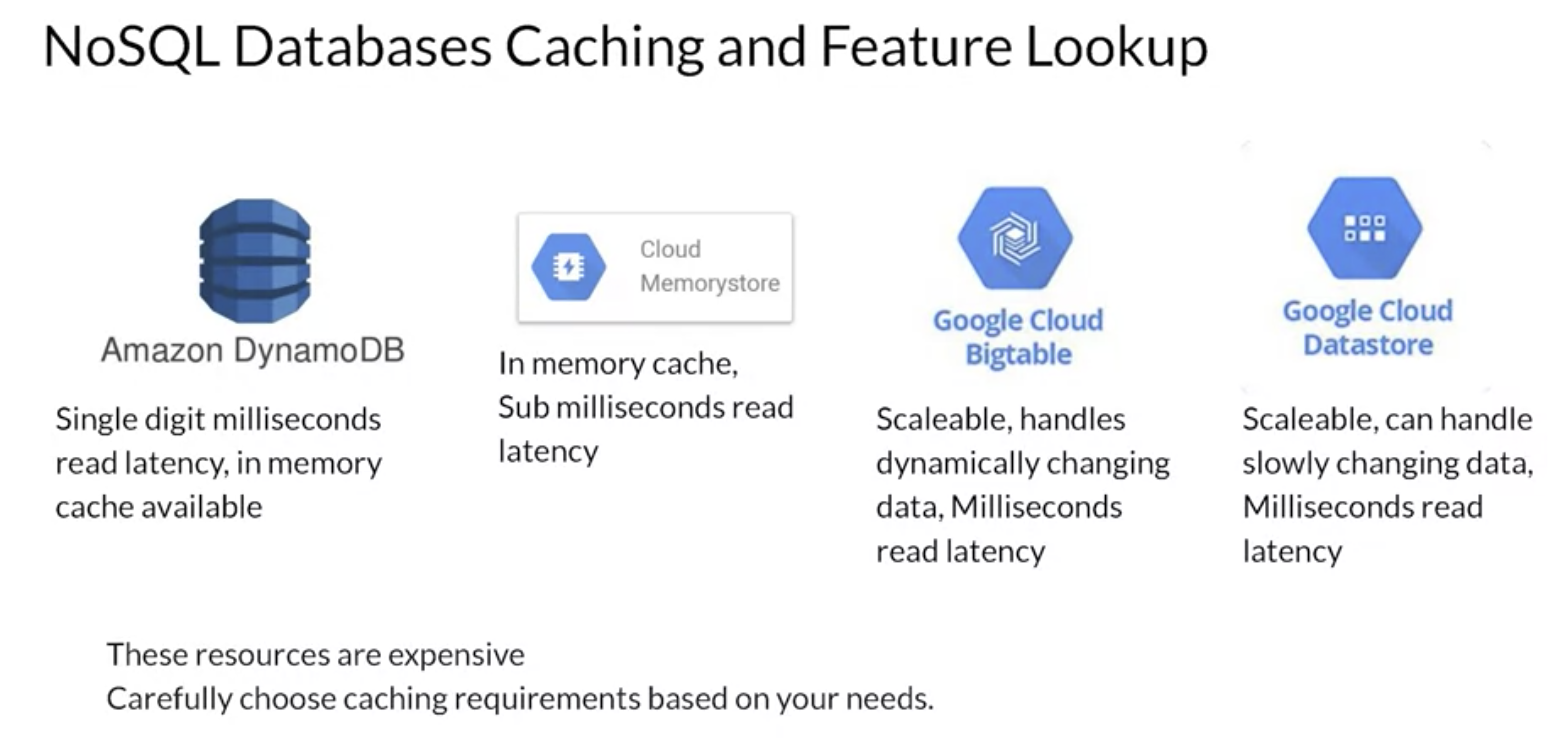 NoSQL Databases Caching and Feature Lookup
Amazon DynamoDB
Single digit milliseconds
read latency, in memory
cache available
Cloud
Memorystore
In memory cache,
Sub milliseconds read
latency
Google Cloud
Bigtable
Scaleable, handles
dynamically changing
data, Milliseconds
read latency
Google Cloud
Datastore
Scaleable, can handle
slowly changing data,
Milliseconds read
latency
These resources are expensive
Carefully choose caching requirements based on your needs.